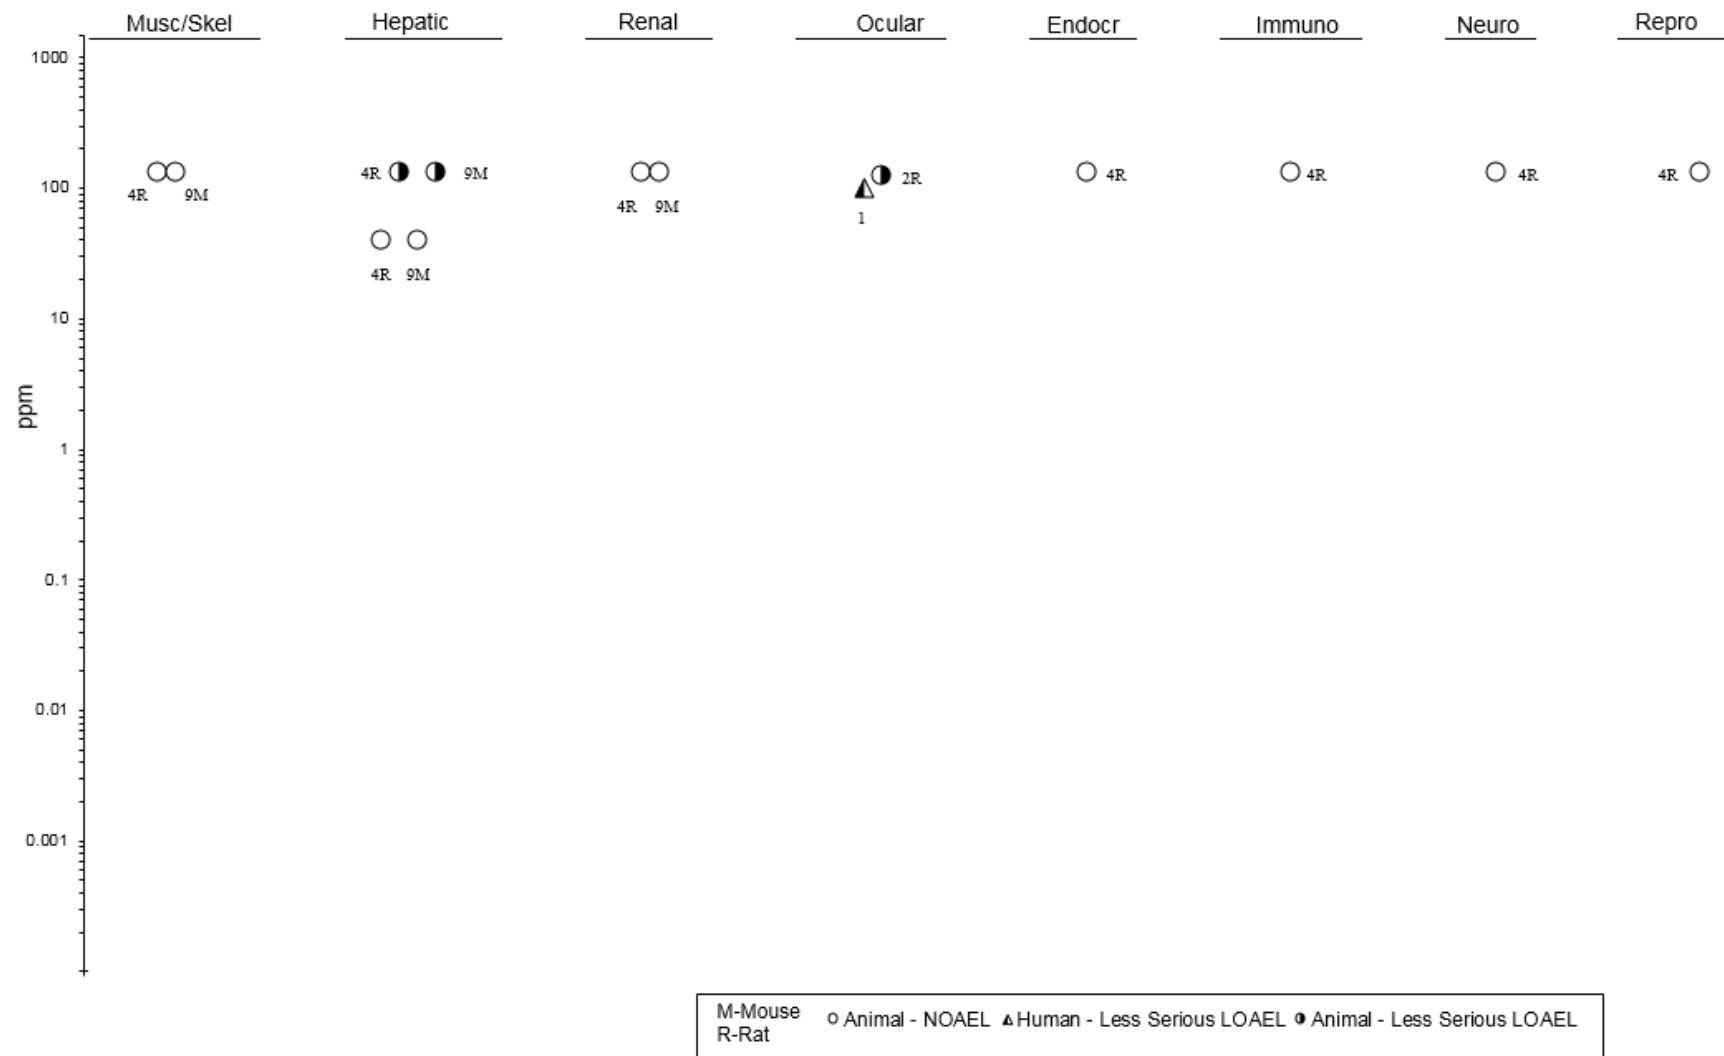 Musc/Skel Hepatic Renal Ocular Endocr Immuno Neuro Repro
1000
4R 9M 4R 9M 4R 9M 1 2R 4R 4R 4R 4R
100
4R 9M
10
ppm
1
0.1
0.01
0.001
M-Mouse Animal - NOAEL Human - Less Serious LOAEL Animal - Less Serious LOAEL
R-Rat